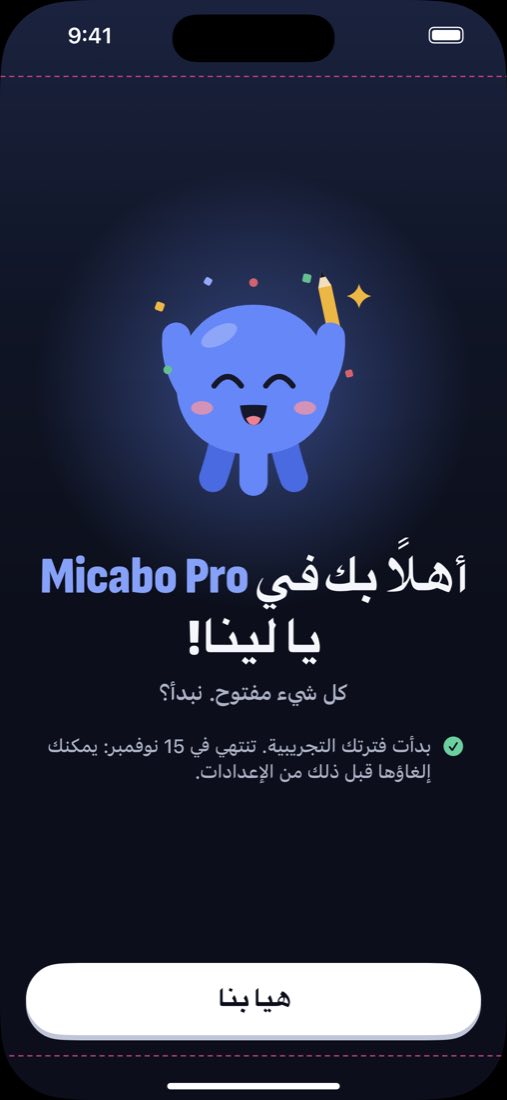 9:41
أهلاً بك في Micabo Pro
يا لينا!
كل شيء مفتوح. نبدأ؟
بدأت فترتك التجريبية. تنتهي في 15 نوفمبر: يمكنك
إلغاؤها قبل ذلك من الإعدادات.
هيا بنا